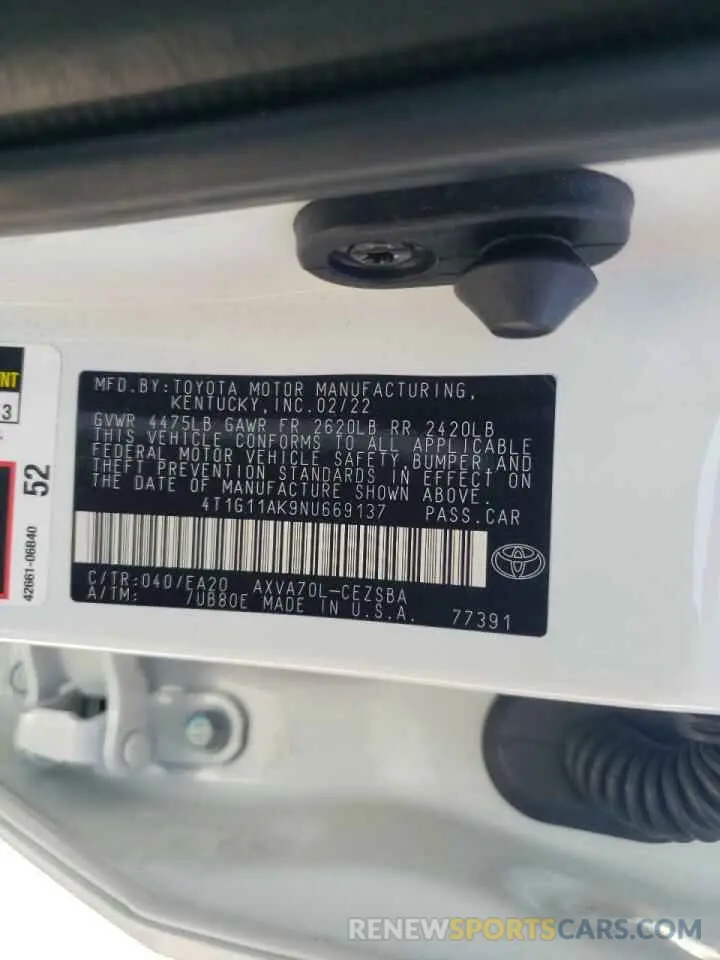 MFD.BY:TOYOTA MOTOR MANUFACTURING,
KENTUCKY,INC.02/22
GVWR 4475LB GAWR FR 2620LB RR 2420LB
THIS VEHICLE CONFORMS TO ALL APPLICABLE
FEDERAL MOTOR VEHICLE SAFETY,BUMPER AND
THEFT PREVENTION STANDARDS IN EFFECT ON
THE DATE OF MANUFACTURE SHOWN ABOVE.
4T1G11AK9NU669137 PASS.CAR
C/TR:040/EA20 AXVA70L-CEZSBA
A/TM: /UB80E MADE IN U.S.A. 77391
NT
3
52
42661-06840
RENEWSPORTSCARS.COM